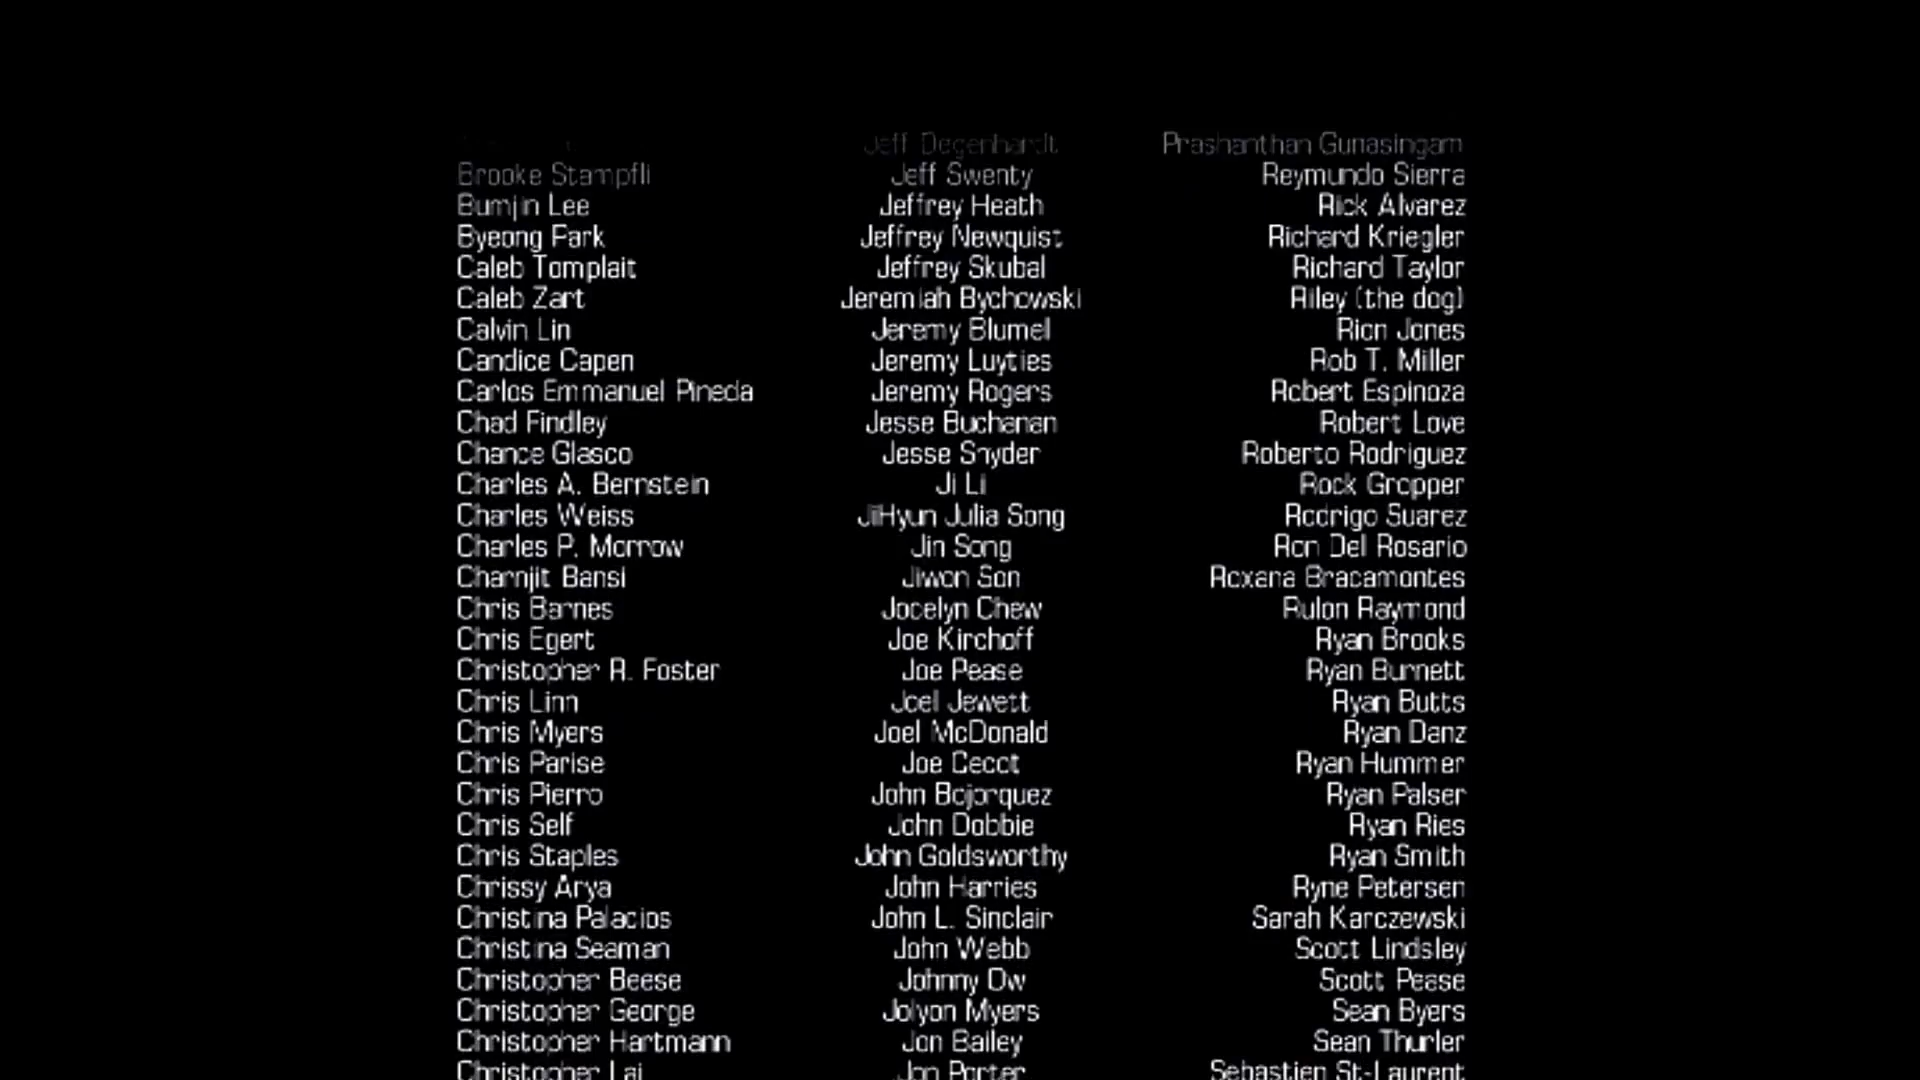 Jeff Degenhardt Prashanthan Gunasingam
Brooke Stampfli Jeff Swenty Reymundo Sierra
Bumjin Lee Jeffrey Heath Rick Alvarez
Byeong Park Jeffrey Newquist Richard Kriegler
Caleb Tomplait Jeffrey Skubal Richard Taylor
Caleb Zart Jeremiah Bychowski Riley (the dog)
Calvin Lin Jeremy Blumel Rion Jones
Candice Capen Jeremy Luyties Rob T. Miller
Carlos Emmanuel Pineda Jeremy Rogers Robert Espinoza
Chad Findley Jesse Buchanan Robert Love
Chance Glasco Jesse Snyder Roberto Rodriguez
Charles A. Bernstein Ji Li Rock Gropper
Charles Weiss JiHyun Julia Song Rodrigo Suarez
Charles P. Morrow Jin Song Ron Del Rosario
Charnjit Bansi Jiwon Son Roxana Bracamontes
Chris Barnes Jocelyn Chew Rulon Raymond
Chris Egert Joe Kirchoff Ryan Brooks
Christopher R. Foster Joe Pease Ryan Burnett
Chris Linn Joel Jewett Ryan Butts
Chris Myers Joel McDonald Ryan Danz
Chris Parise Joe Cecot Ryan Hummer
Chris Pierro John Bojorquez Ryan Palser
Chris Self John Dobbie Ryan Ries
Chris Staples John Goldsworthy Ryan Smith
Chrissy Arya John Harries Ryne Petersen
Christina Palacios John L. Sinclair Sarah Karczewski
Christina Seaman John Webb Scott Lindsley
Christopher Beese Johnny Ow Scott Pease
Christopher George Jolyon Myers Sean Byers
Christopher Hartmann Jon Bailey Sean Thurler
Christopher Lai Jon Porter Sebastien St-Laurent